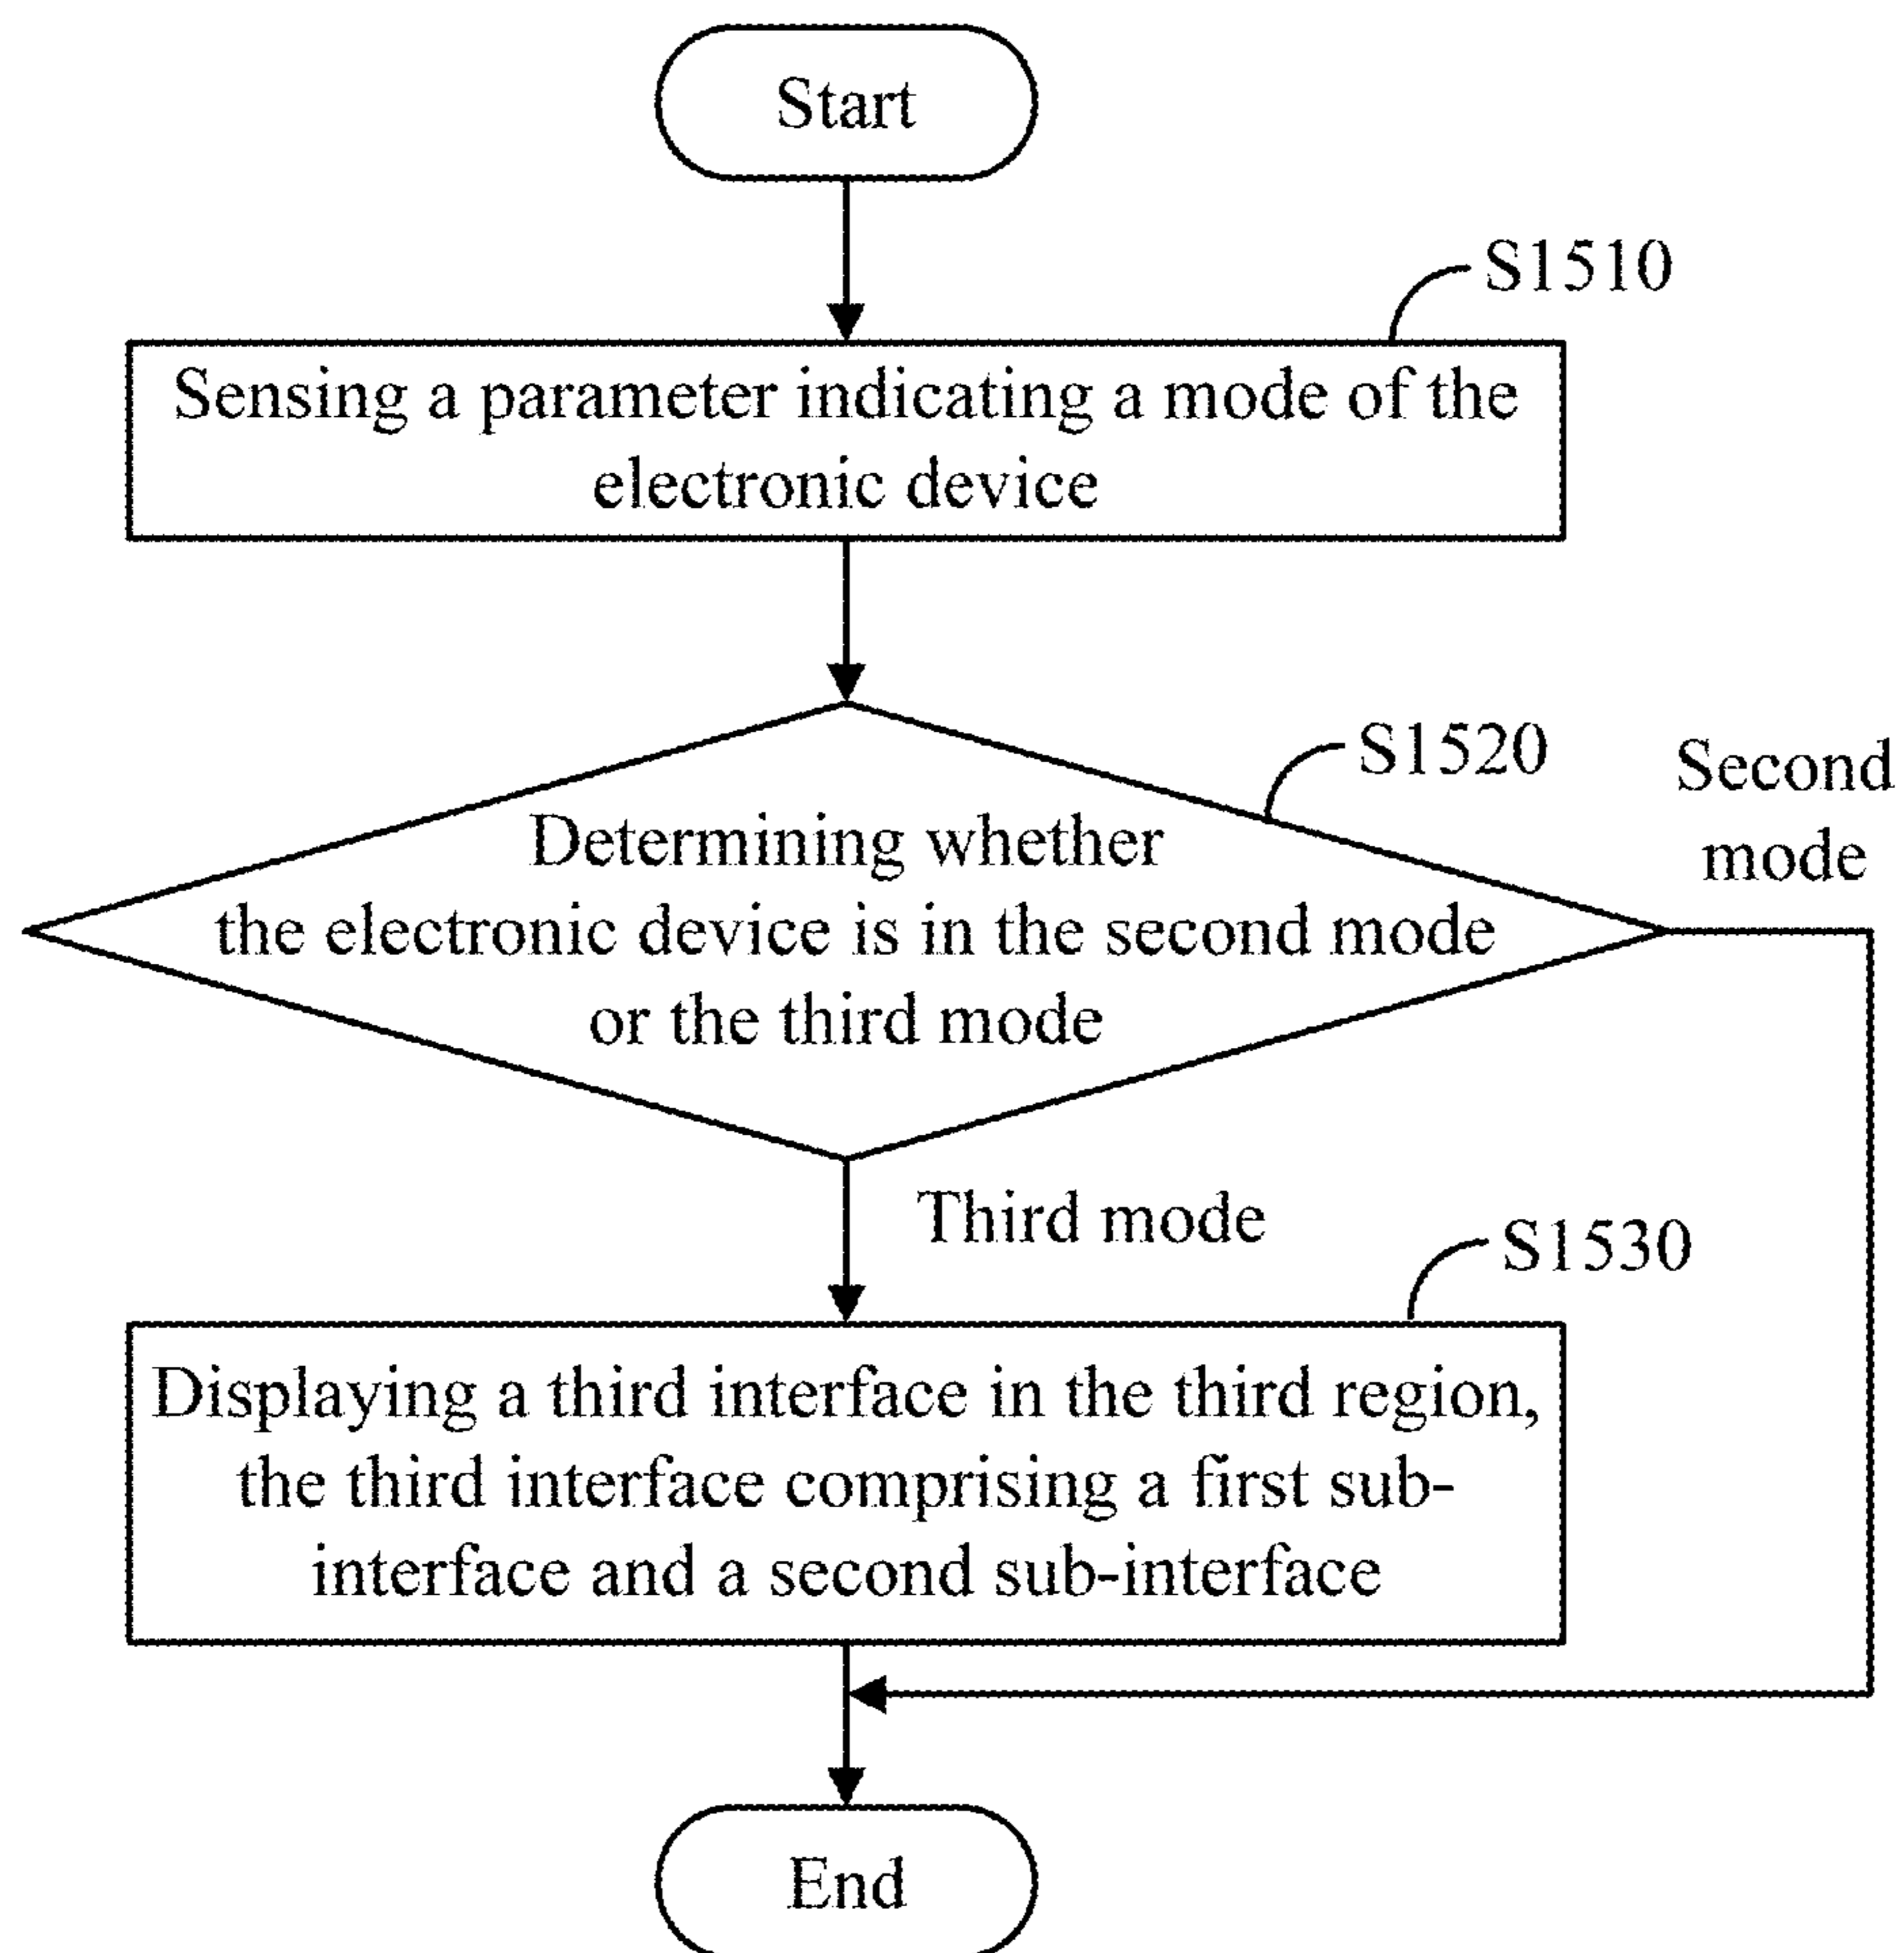 Start
S1510
Sensing a parameter indicating a mode of the
electronic device
S1520
Second
mode
Determining whether
the electronic device is in the second mode
or the third mode
Third mode
S1530
Displaying a third interface in the third region,
the third interface comprising a first sub-
interface and a second sub-interface
End